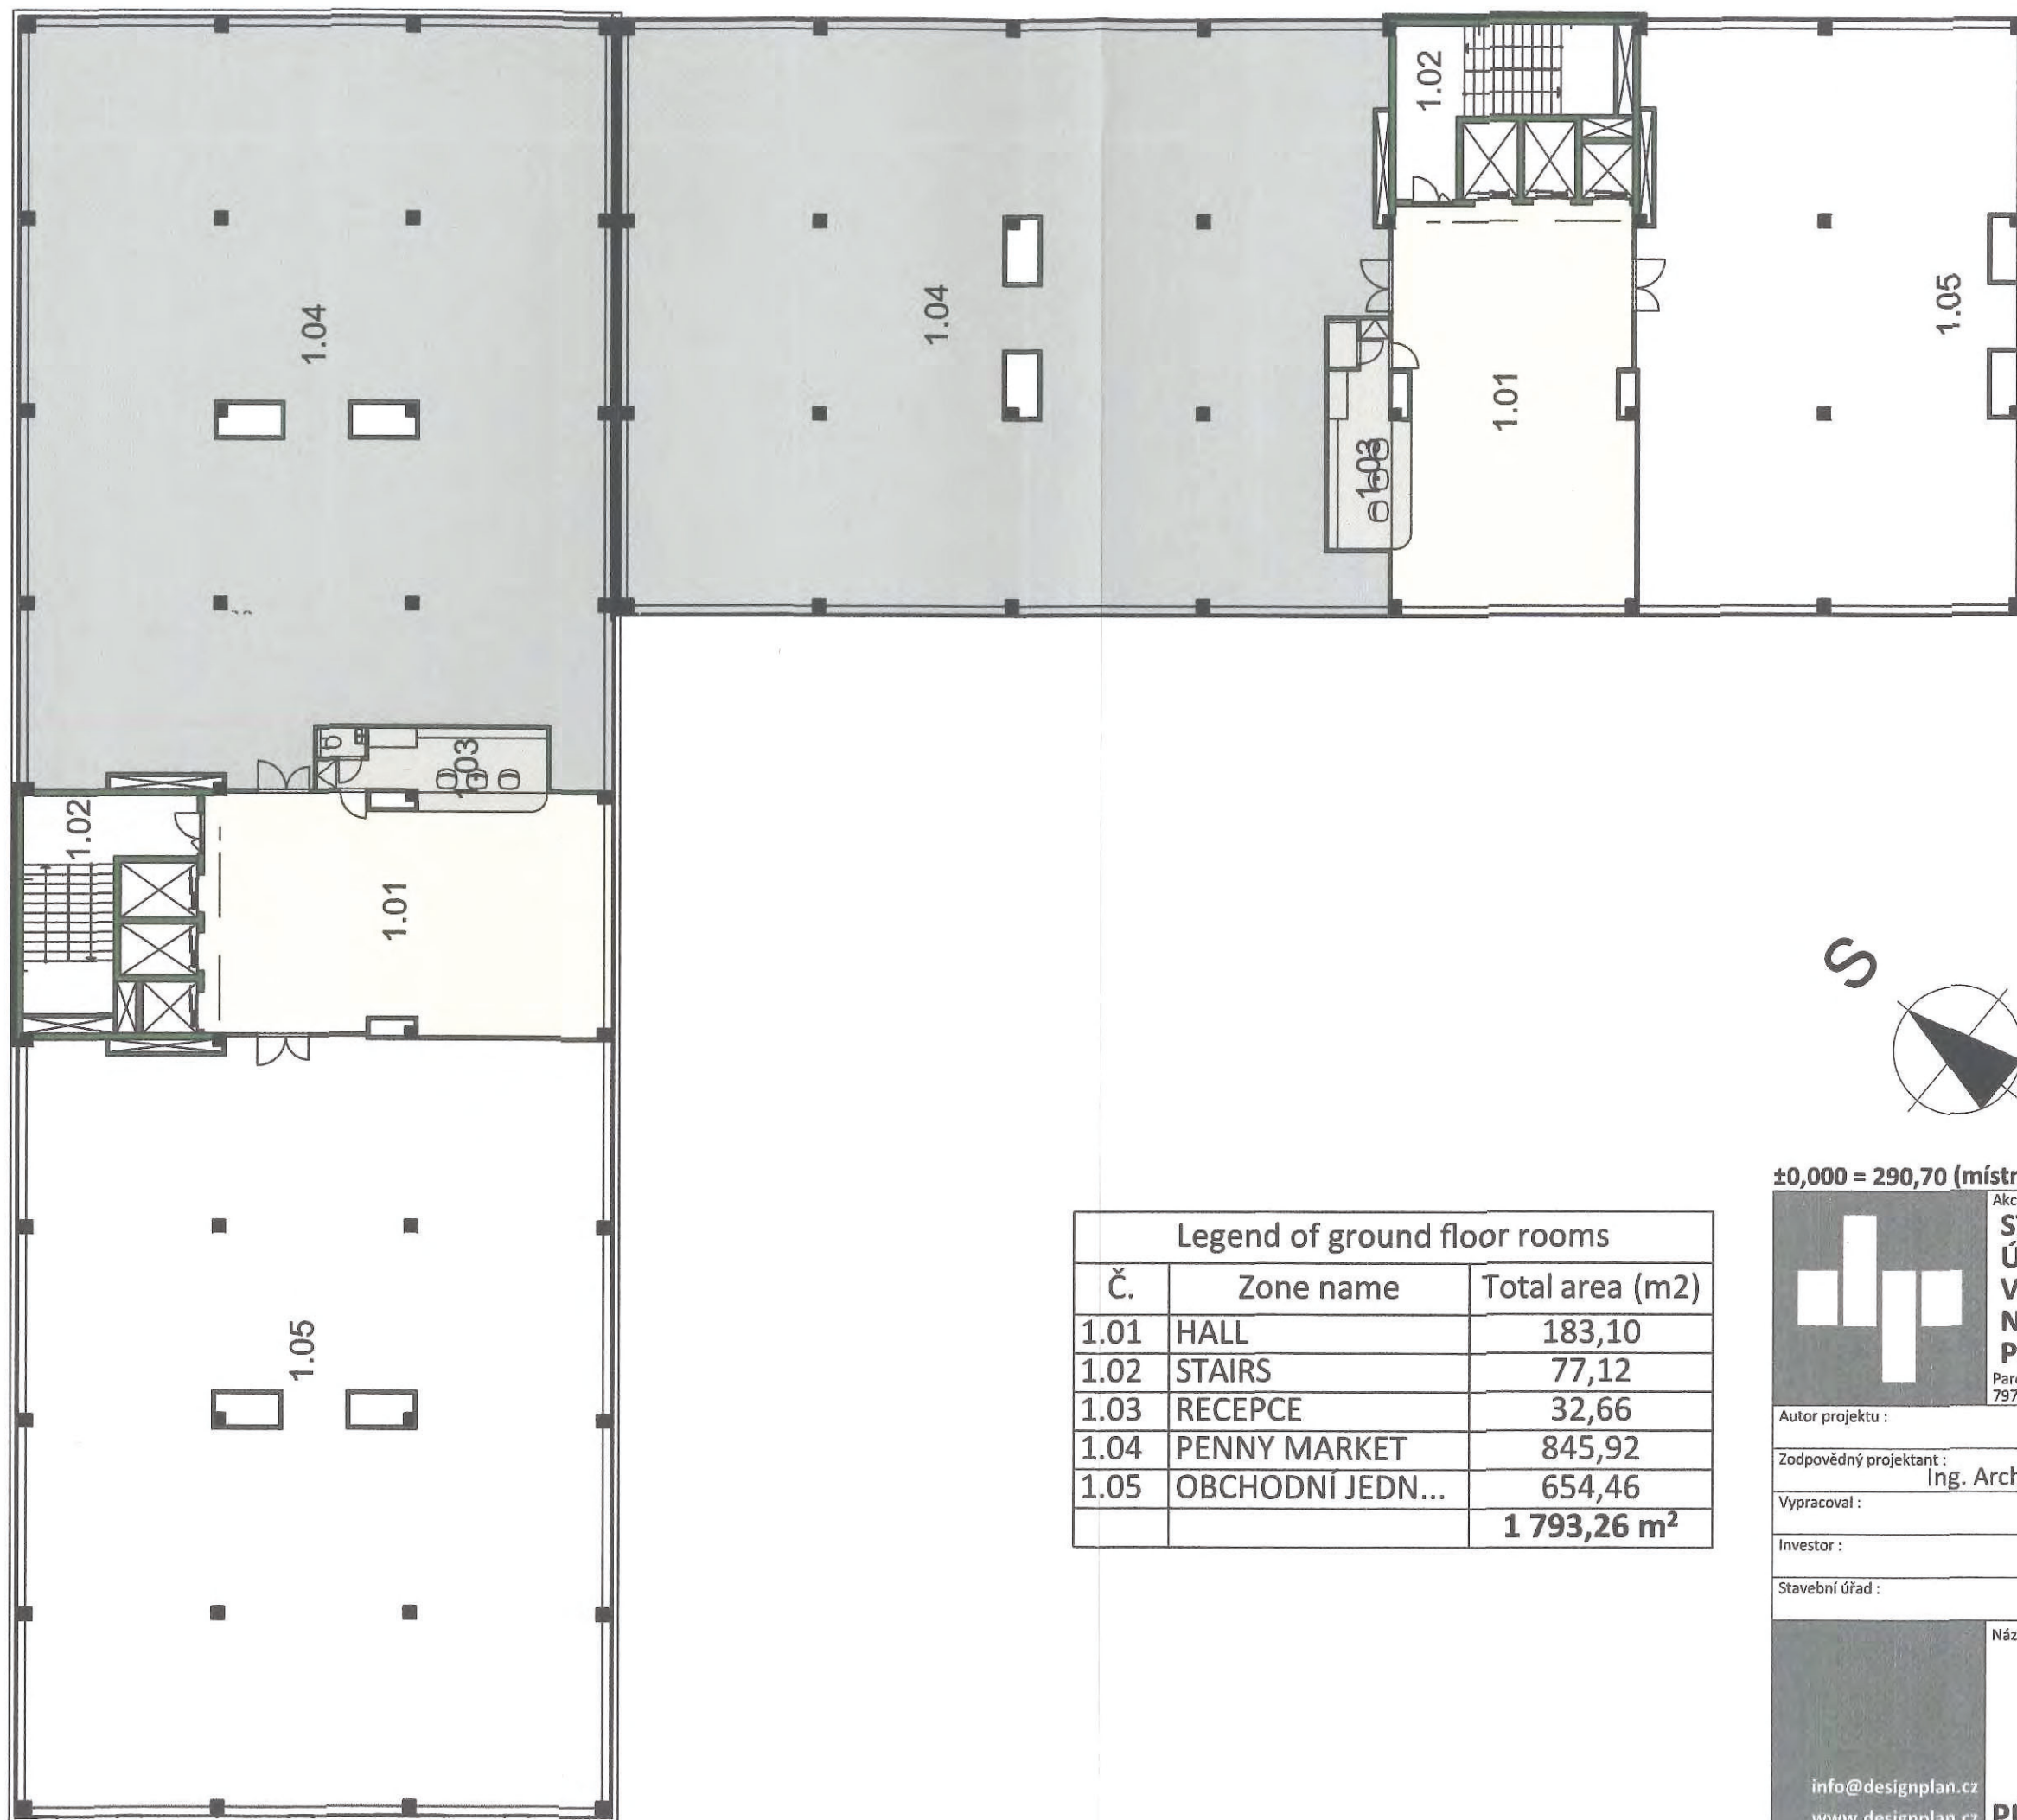 1.02
1.04
1.04
1.05
1.01
1.03
1.03
1.02
1.01
S
±0,000 = 290,70
1.05
Legend of ground floor rooms
Č. Zone name Total area (m2)
1.01 HALL 183,10
1.02 STAIRS 77,12
1.03 RECEPCE 32,66
1.04 PENNY MARKET 845,92
1.05 OBCHODNÍ JEDN... 654,46
1 793,26 m²
Autor projektu :
Zodpovědný projektant :
Ing. Arch
Vypracoval :
Investor :
Stavební úřad :
info@designplan.cz
www.designplan.cz